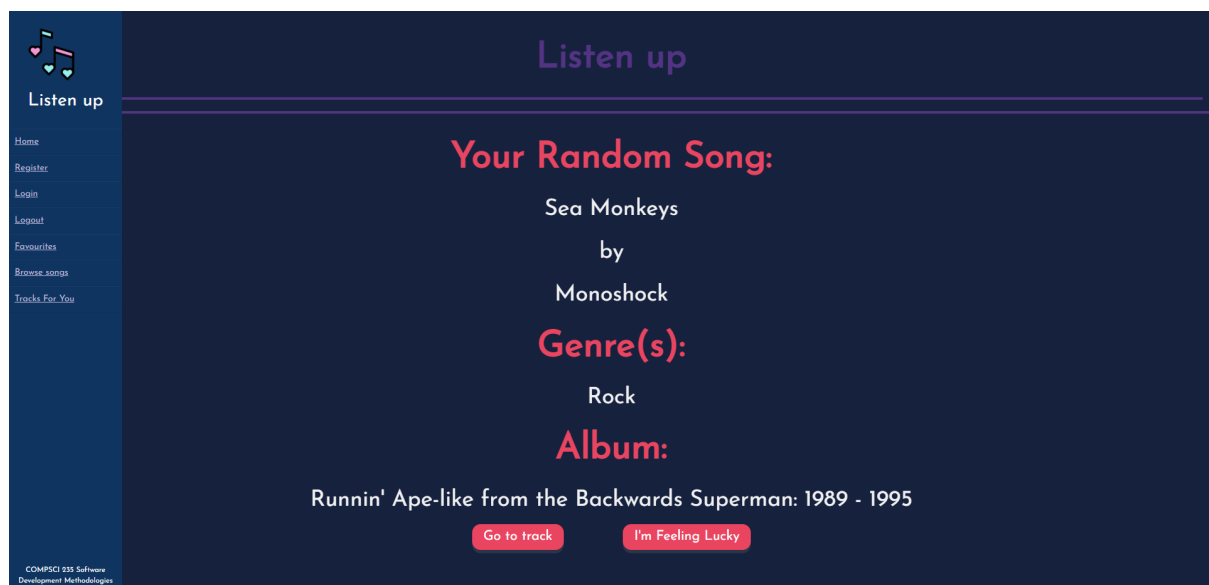 Listen up
Home
Register
Login
Logout
Favourites
Browse songs
Tracks For You
COMPSCI 235 Software
Development Methodologies
Listen up
Your Random Song:
Sea Monkeys
by
Monoshock
Genre(s):
Rock
Album:
Runnin' Ape-like from the Backwards Superman: 1989 - 1995
Go to track
I'm Feeling Lucky